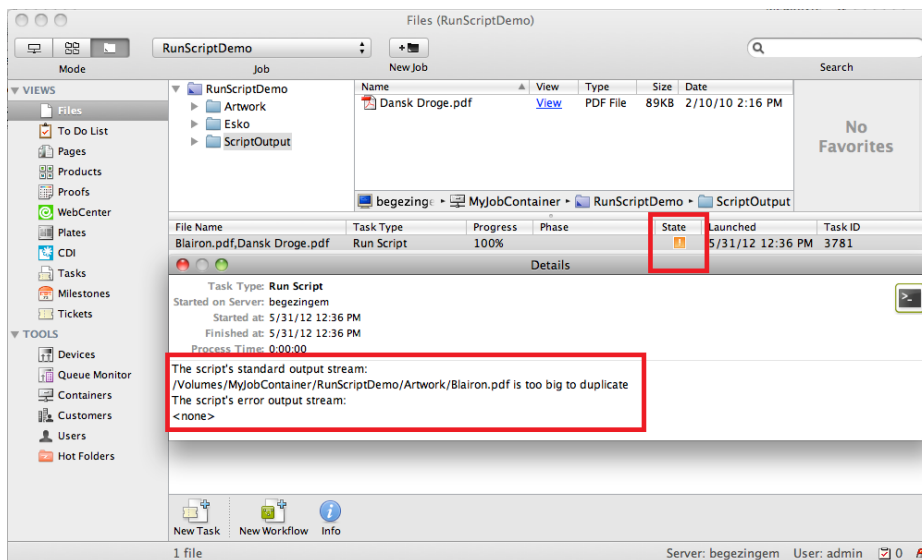 Files (RunScriptDemo)
RunScriptDemo
Mode
Job
New Job
Search
VIEWS
Files
To Do List
Pages
Products
Proofs
WebCenter
Plates
CDI
Tasks
Milestones
Tickets
TOOLS
Devices
Queue Monitor
Containers
Customers
Users
Hot Folders
RunScriptDemo
Artwork
Esko
ScriptOutput
Name View Type Size Date
Dansk Droge.pdf View PDF File 89KB 2/10/10 2:16 PM
No
Favorites
begezinge MyJobContainer RunScriptDemo ScriptOutput
File Name Task Type Progress Phase State Launched Task ID
Blairon.pdf,Dansk Droge.pdf Run Script 100% 5/31/12 12:36 PM 3781
Details
Task Type: Run Script
Started on Server: begezingem
Started at: 5/31/12 12:36 PM
Finished at: 5/31/12 12:36 PM
Process Time: 0:00:00
The script's standard output stream:
/Volumes/MyJobContainer/RunScriptDemo/Artwork/Blairon.pdf is too big to duplicate
The script's error output stream:
<none>
New Task New Workflow Info
1 file
Server: begezingem User: admin 0